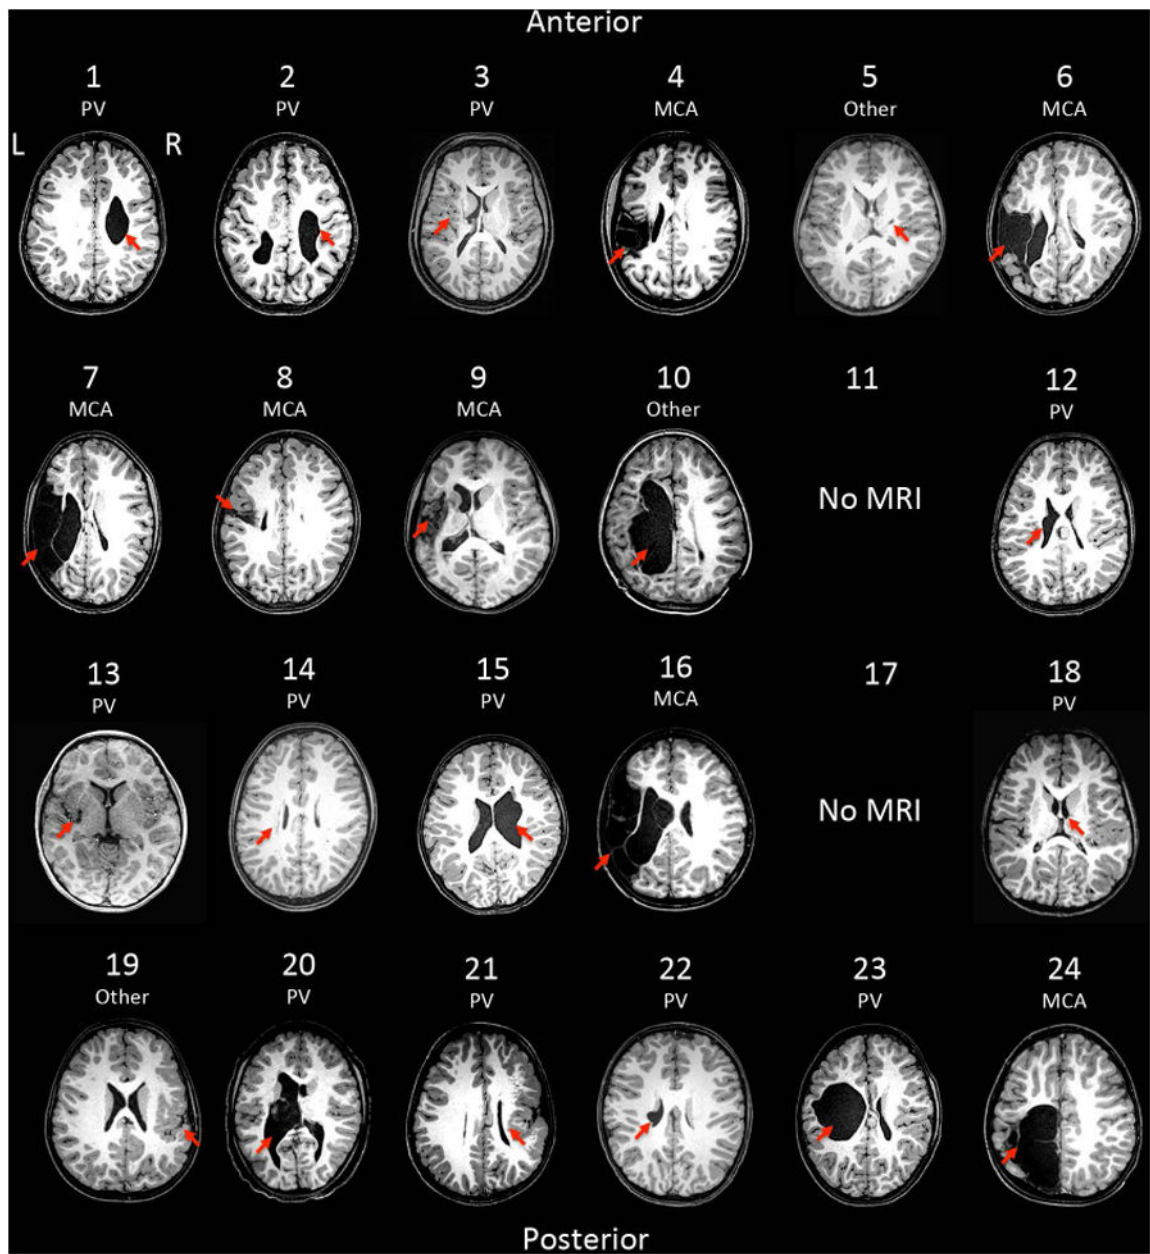 Anterior
1 2 3 4 5 6
PV PV PV MCA Other MCA
L R
7 8 9 10 11 12
MCA MCA MCA Other PV
No MRI
13 14 15 16 17 18
PV PV PV MCA PV
No MRI
19 20 21 22 23 24
Other PV PV PV PV MCA
Posterior